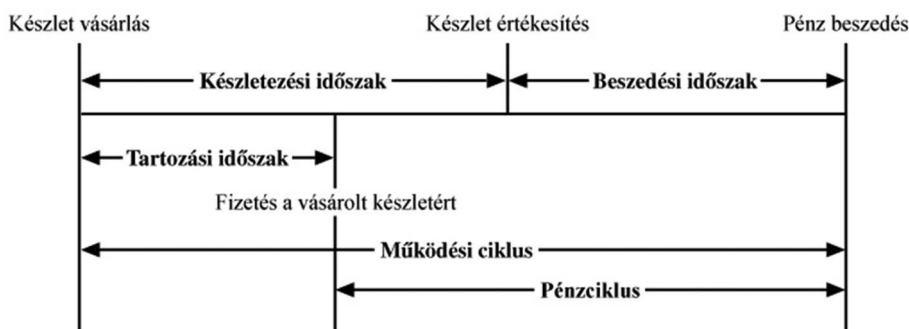 Készlet vásárlás
Készlet értékesítés
Pénz beszedés
Készletezési időszak
Beszedési időszak
Tartozási időszak
Fizetés a vásárolt készletért
Működési ciklus
Pénzciklus